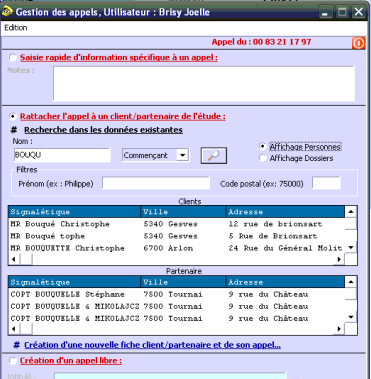 Gestion des appels, Utilisateur : Brisy Joelle
Edition
Appel du : 00 83 21 17 97
Saisie rapide d'information spécifique à un appel :
Notes :
Rattacher l'appel à un client/partenaire de l'étude :
# Recherche dans les données existantes
Nom :
BOUQU Commençant Affichage Personnes
Affichage Dossiers
Filtres
Prénom (ex : Philippe) Code postal (ex: 75000)
Clients
Signalétique Ville Adresse
MR Bouqué Christophe 5340 Gesves 12 rue de brionsart
MR Bouqué tophe 5340 Gesves 5 Rue de Brionsart
MR BOUQUETTE Christophe 6700 Arlon 24 Rue du Général Molit
Partenaire
Signalétique Ville Adresse
COPT BOUQUELLE Stéphane 7500 Tournai 9 rue du Château
COPT BOUQUELLE & MIKOLAJCZ 7500 Tournai 9 rue du Château
COPT BOUQUELLE & MIKOLAJCZ 7500 Tournai 9 rue du Château
# Création d'une nouvelle fiche client/partenaire et de son appel...
Création d'un appel libre :
Intitulé :